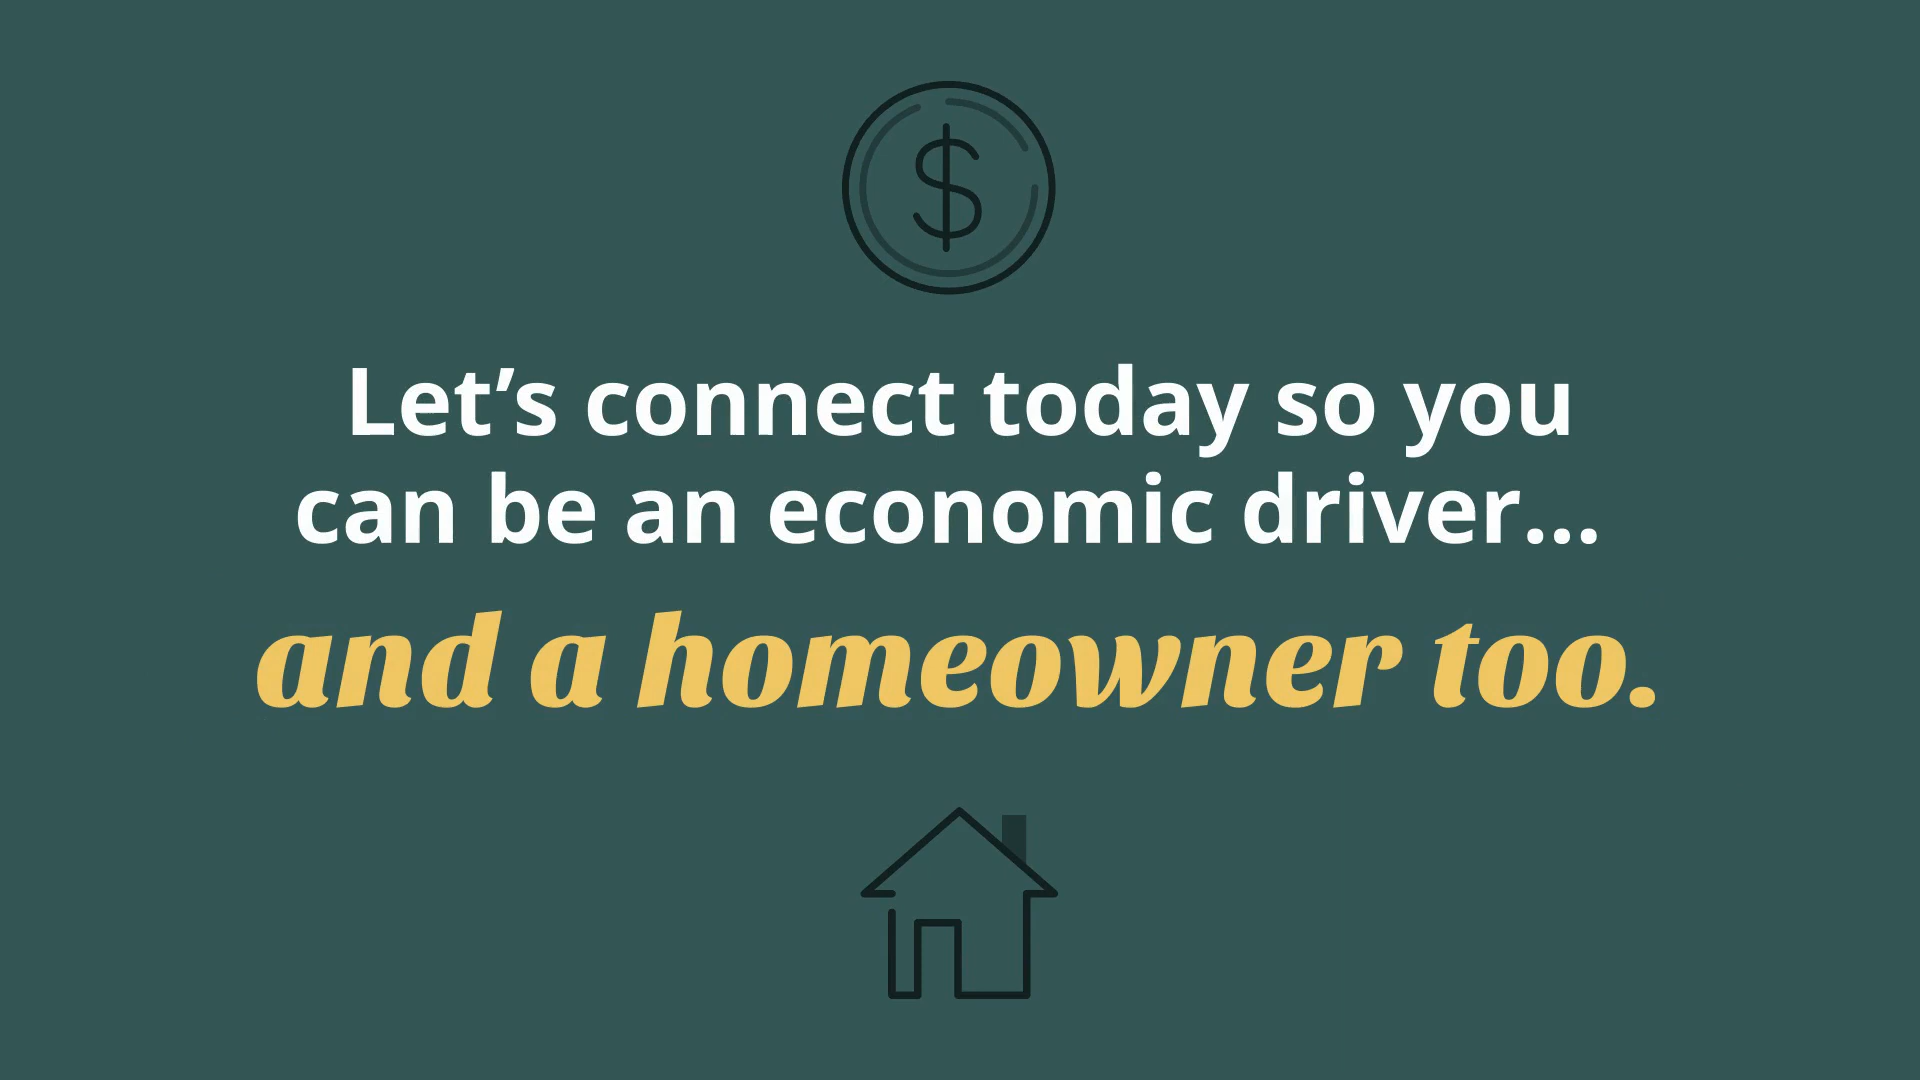 Let’s connect today so you
can be an economic driver...
and a homeowner too.